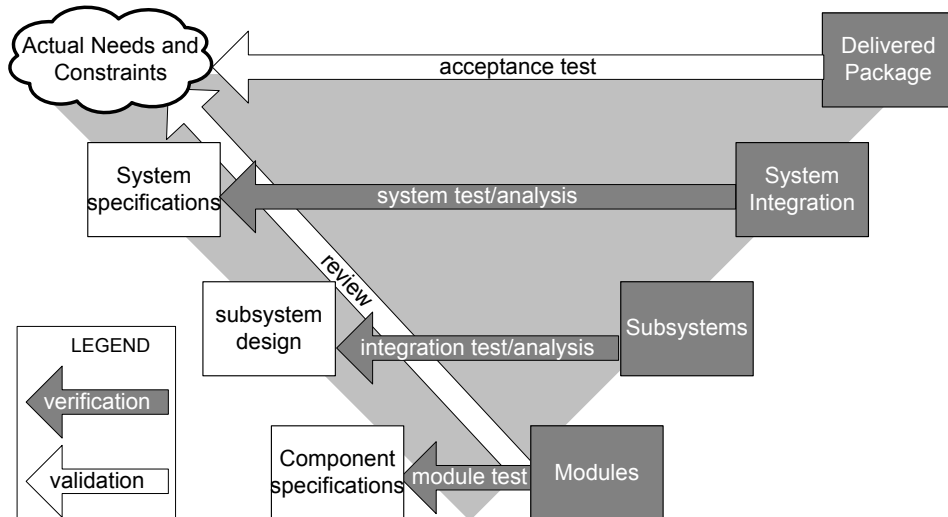 Actual Needs and
Constraints
acceptance test
Delivered
Package
System
specifications
system test/analysis
System
Integration
review
subsystem
design
integration test/analysis
Subsystems
LEGEND
verification
validation
Component
specifications
module test
Modules